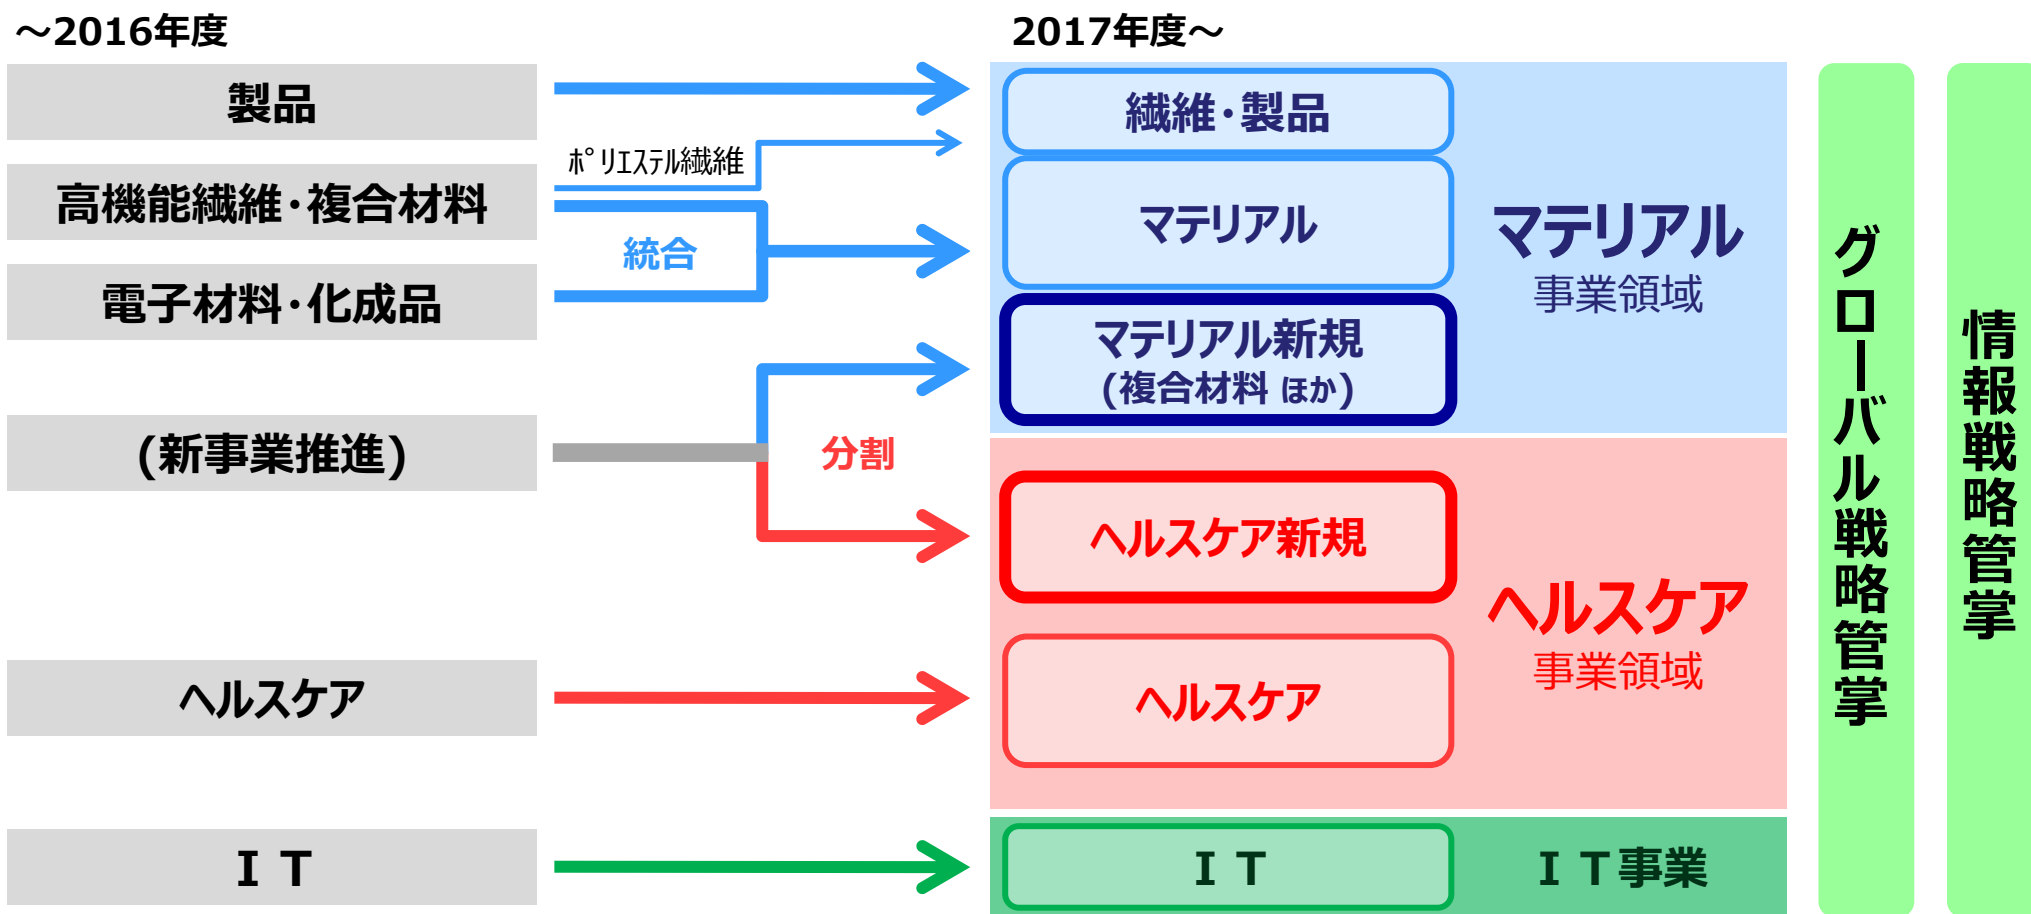 ～2016年度
製品
高機能繊維・複合材料
電子材料・化成品
(新事業推進)
ヘルスケア
ＩＴ
ﾎﾟﾘｴｽﾃﾙ繊維
統合
分割
2017年度～
繊維・製品
マテリアル
マテリアル新規
(複合材料 ほか)
マテリアル
事業領域
ヘルスケア新規
ヘルスケア
ヘルスケア
事業領域
ＩＴ
ＩＴ事業
グローバル戦略管掌
情報戦略管掌